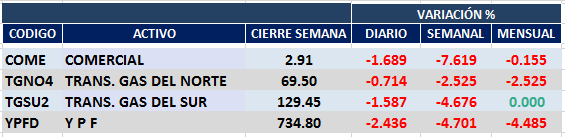 VARIACIÓN %
CODIGO ACTIVO CIERRE SEMANA DIARIO SEMANAL MENSUAL
COME COMERCIAL 2.91 -1.689 -7.619 -0.155
TGNO4 TRANS. GAS DEL NORTE 69.50 -0.714 -2.525 -2.525
TGSU2 TRANS. GAS DEL SUR 129.45 -1.587 -4.676 0.000
YPFD Y P F 734.80 -2.436 -4.701 -4.485